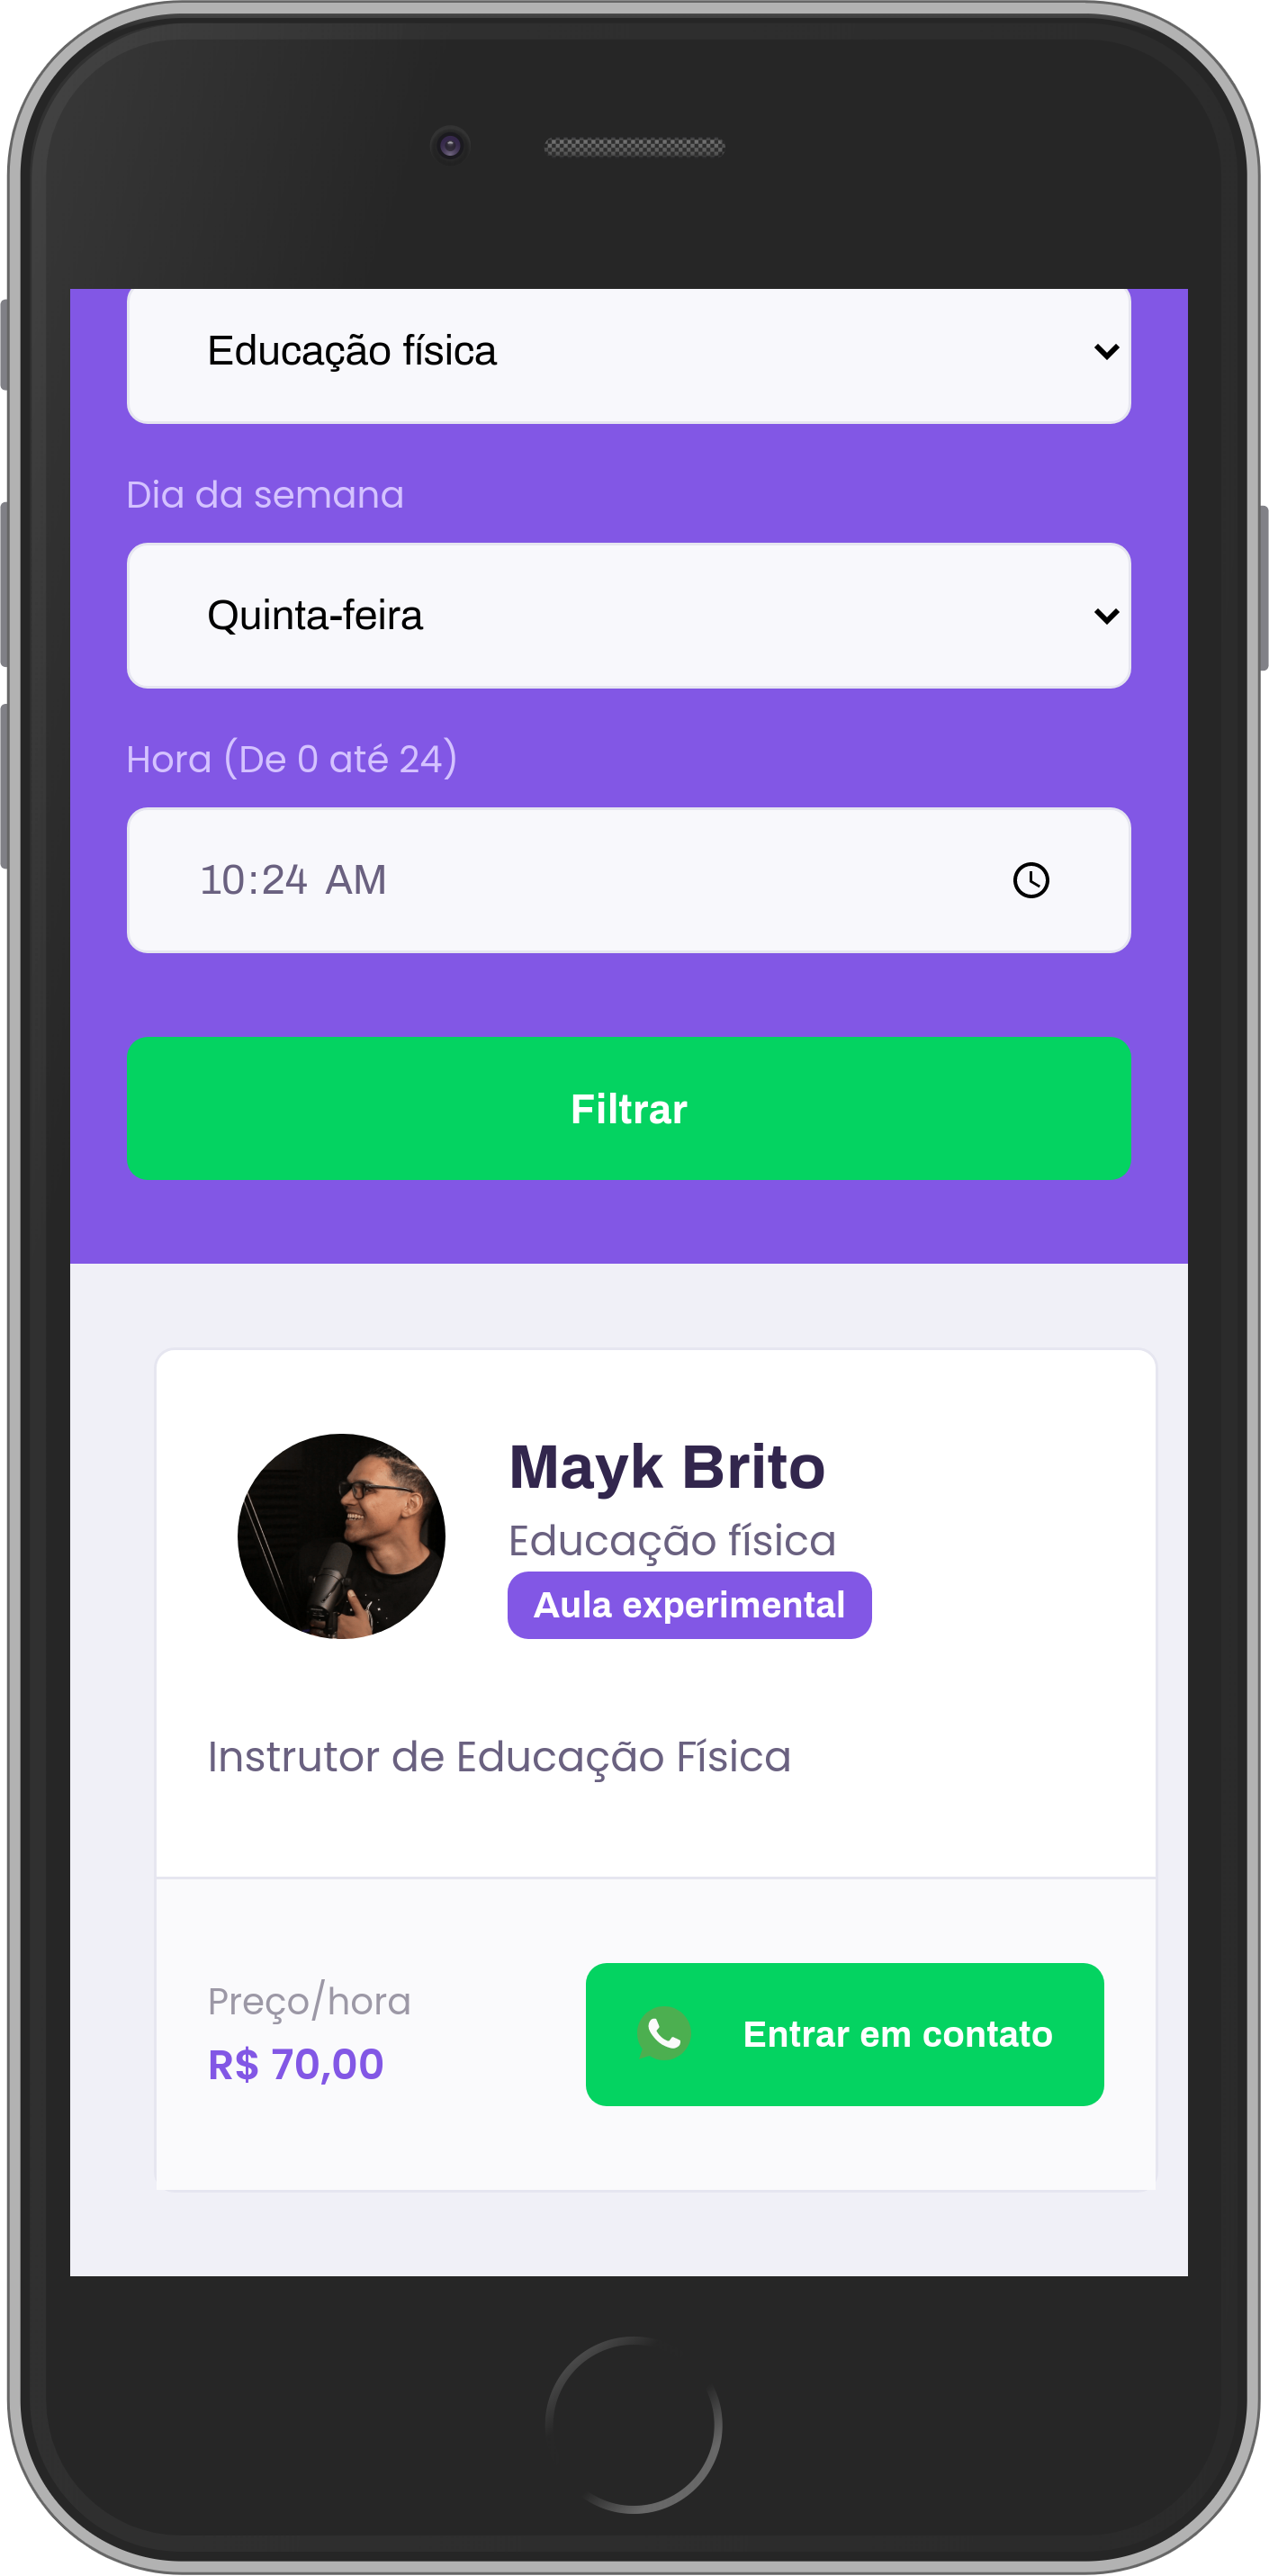 Educação física
Dia da semana
Quinta-feira
Hora (De 0 até 24)
10:24 AM
Filtrar
Mayk Brito
Educação física
Aula experimental
Instrutor de Educação Física
Preço/hora
R$ 70,00
Entrar em contato